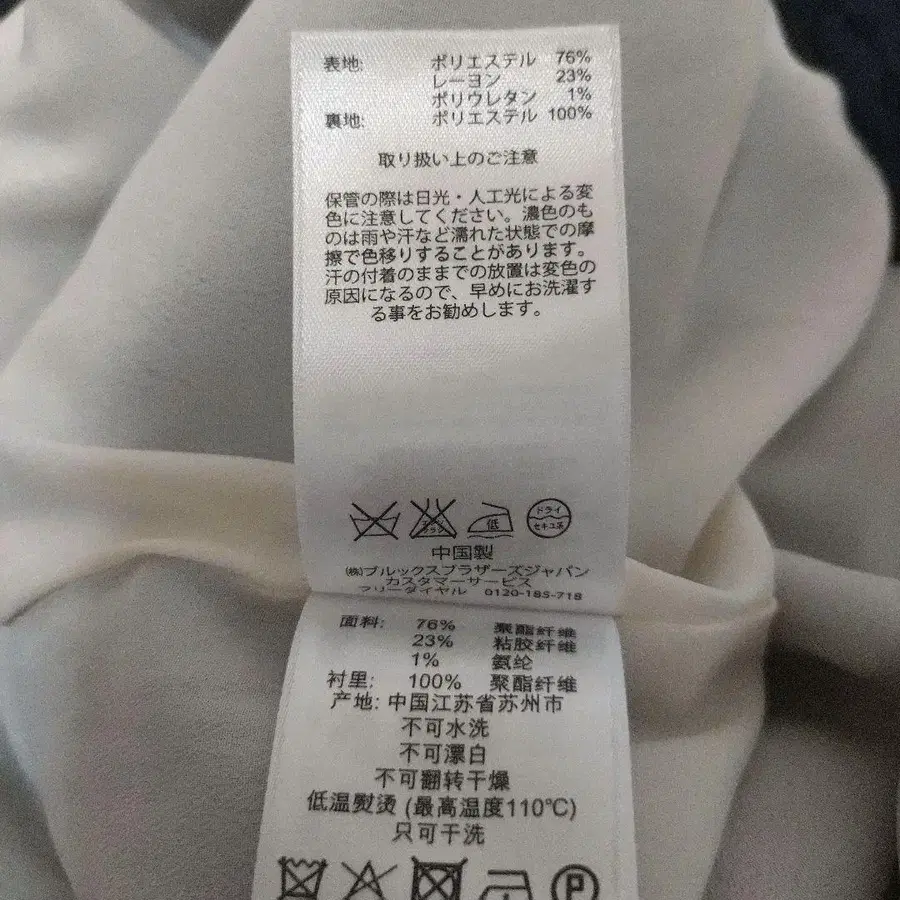 表地: ポリエステル 76%
レーヨン 23%
ポリウレタン 1%
裏地: ポリエステル 100%
取り扱い上のご注意
保管の際は日光・人工光による変
色に注意してください。濃色のも
のは雨や汗など濡れた状態での摩
擦で色移りすることがあります。
汗の付着のままでの放置は変色の
原因になるので、早めにお洗濯す
る事をお勧めします。
低 ドライ
セキユ系
中国製
㈱ブルックスブラザーズジャパン
カスタマーサービス
フリーダイヤル 0120-185-718
面料: 76% 聚酯纤维
23% 粘胶纤维
1% 氨纶
衬里: 100% 聚酯纤维
产地: 中国江苏省苏州市
不可水洗
不可漂白
不可翻转干燥
低温熨烫 (最高温度110℃)
只可干洗
P